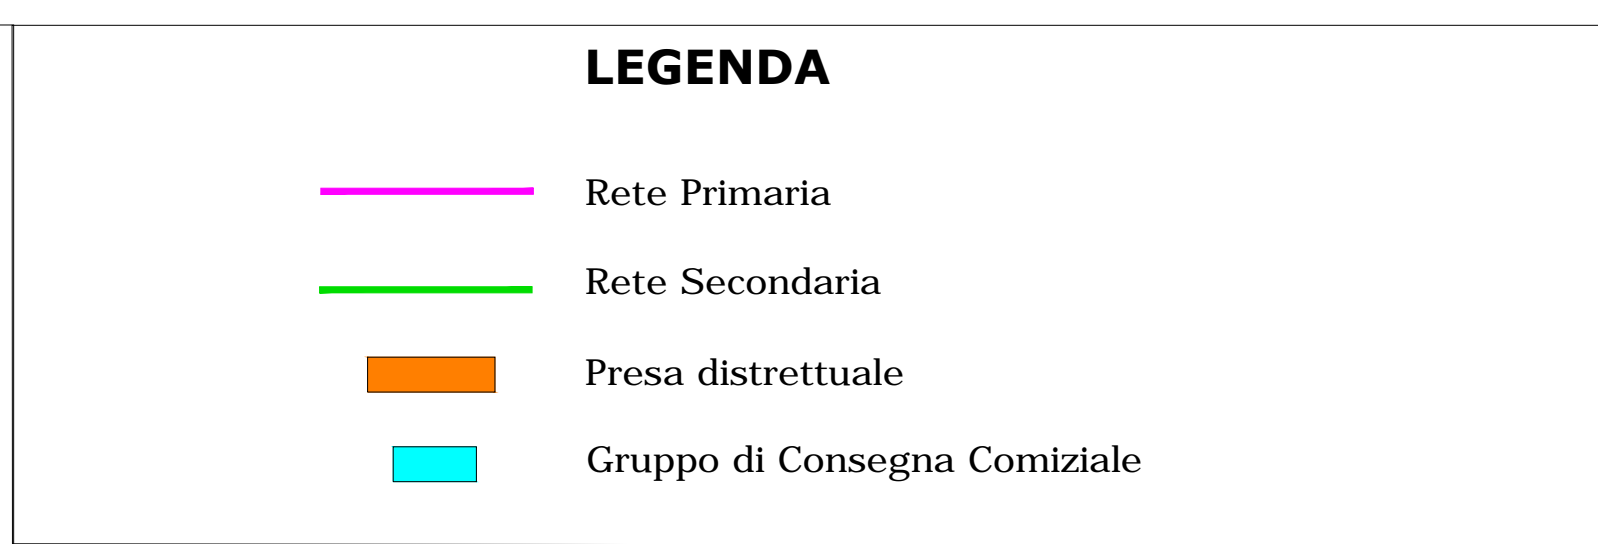 LEGENDA
Rete Primaria
Rete Secondaria
Presa distrettuale
Gruppo di Consegna Comiziale